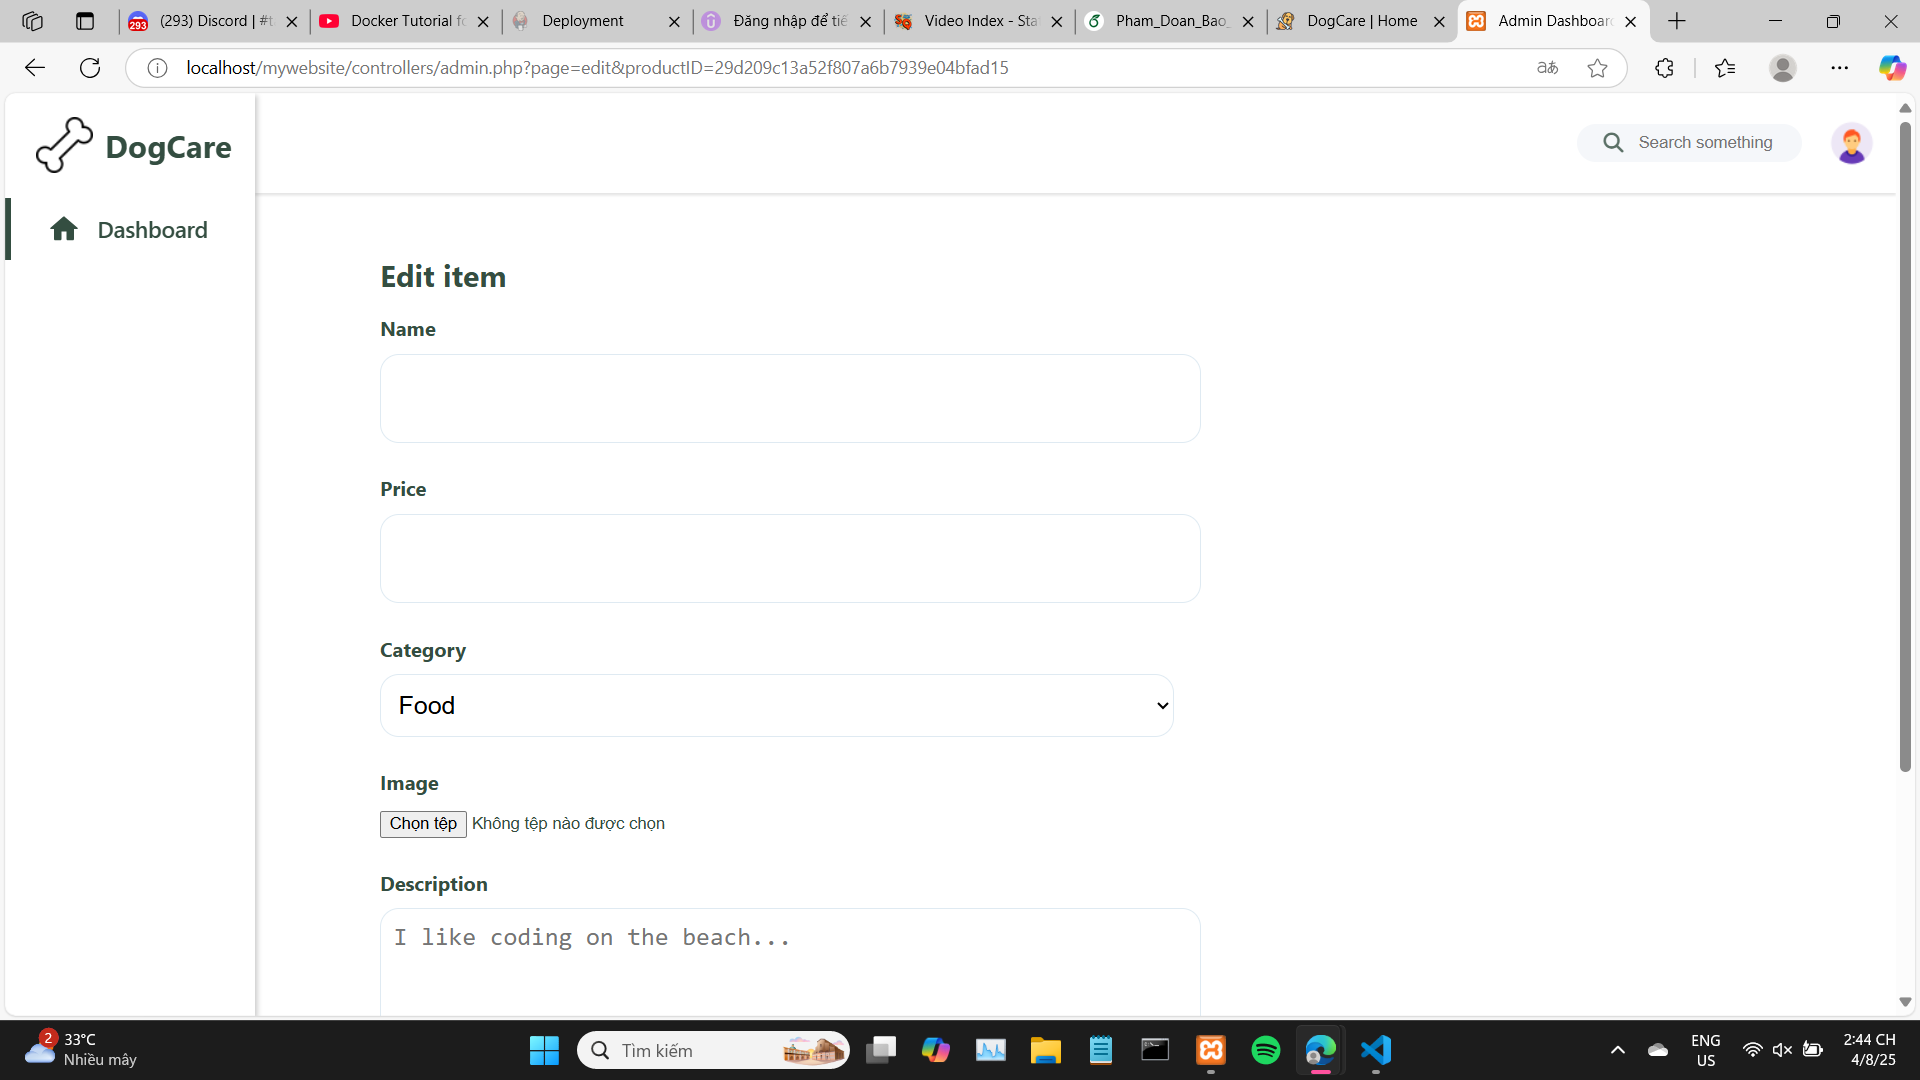 (293) Discord | #t
Docker Tutorial fo
Deployment
Đăng nhập để tiế
Video Index - Sta
Pham_Doan_Bao_
DogCare | Home
Admin Dashboard
localhost/mywebsite/controllers/admin.php?page=edit&productID=29d209c13a52f807a6b7939e04bfad15
DogCare
Search something
Dashboard
Edit item
Name
Price
Category
Food
Image
Chọn tệp Không tệp nào được chọn
Description
I like coding on the beach...
2
33°C
Nhiều mây
Tìm kiếm
ENG
US
2:44 CH
4/8/25